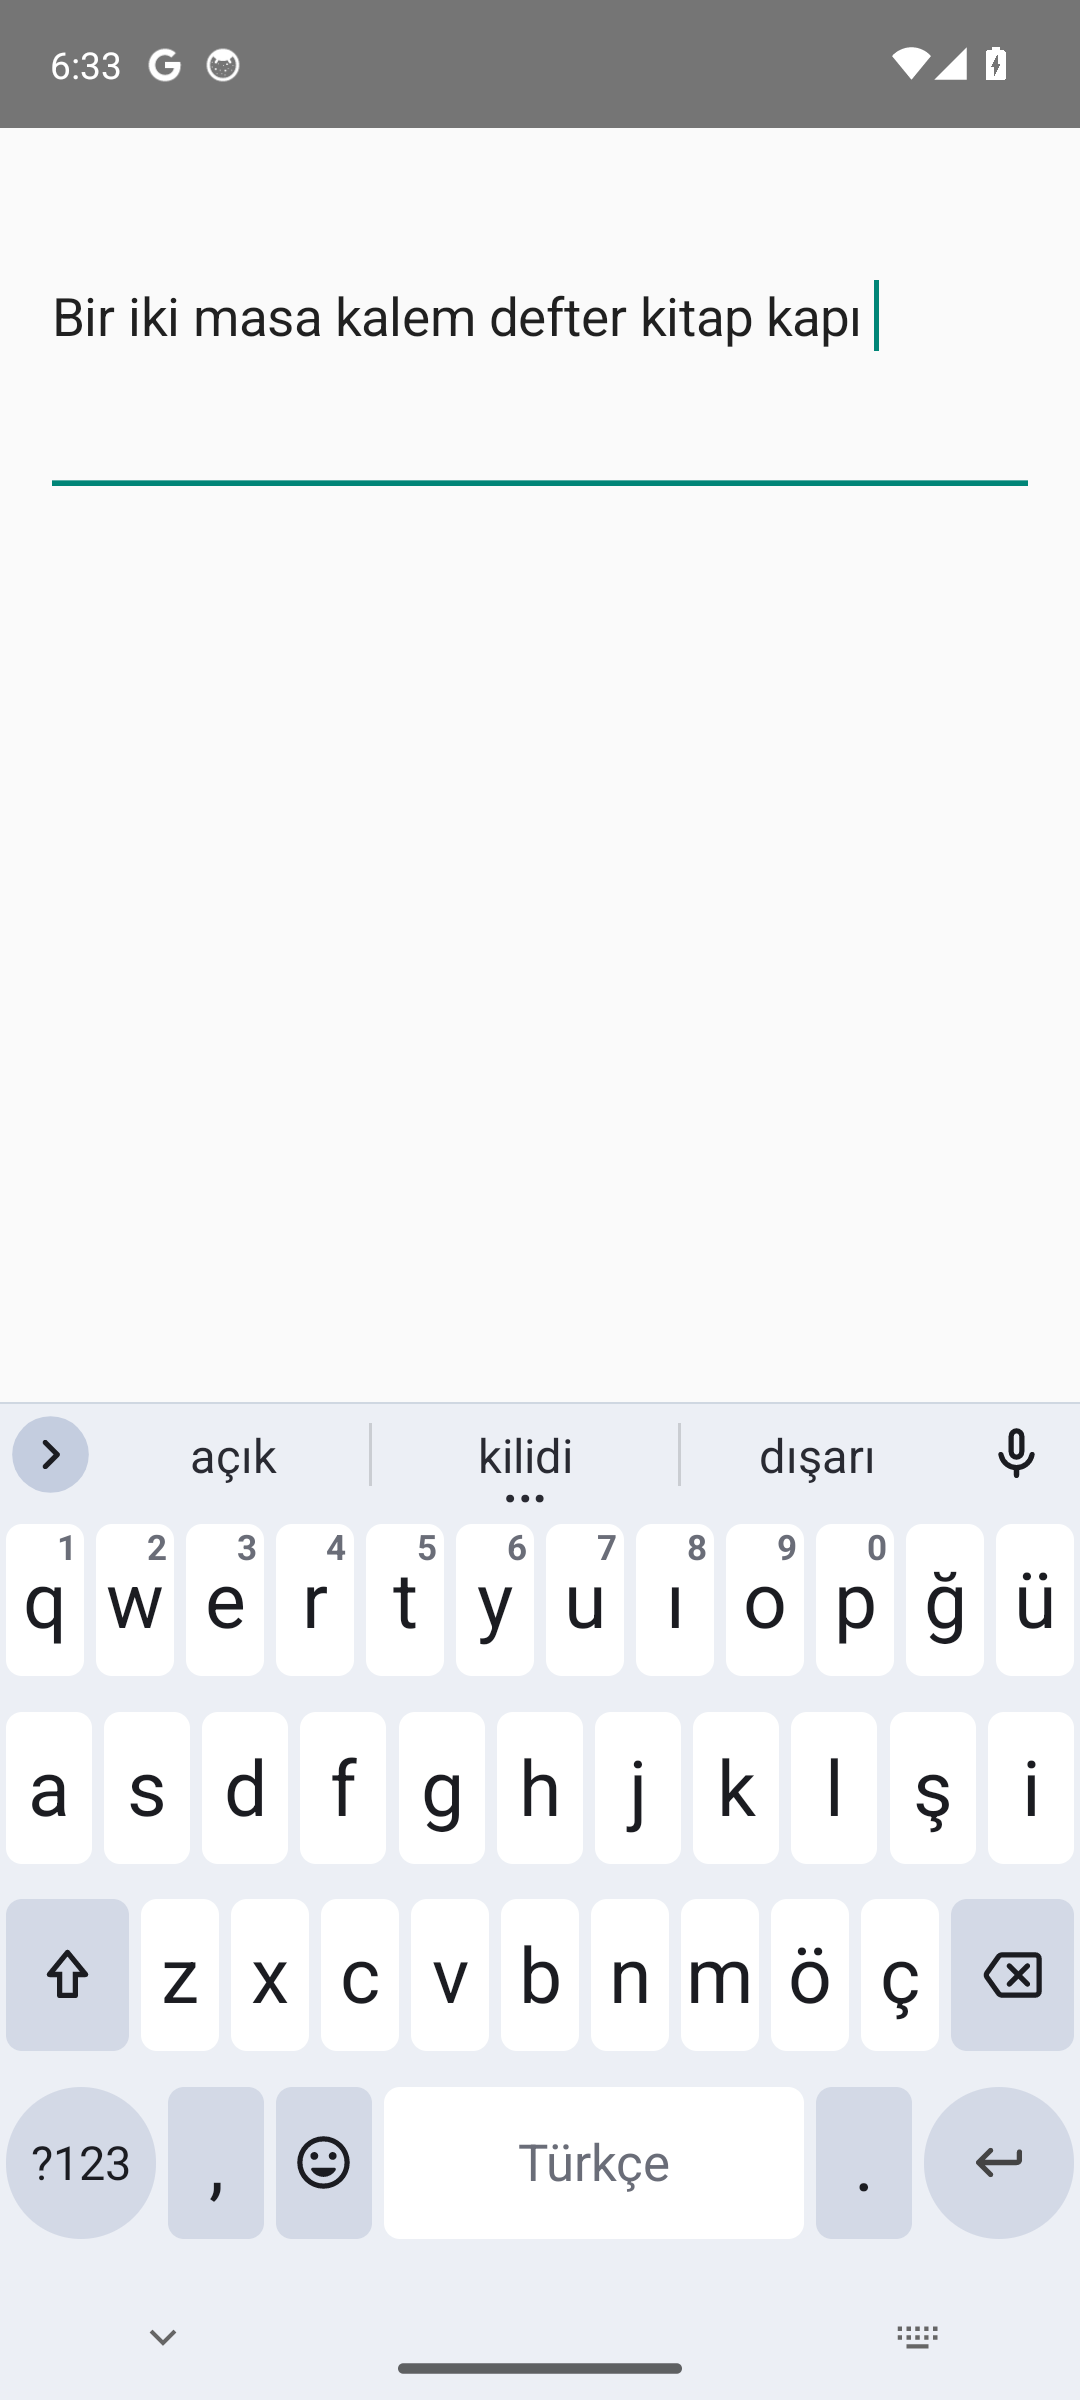 6:33
Bir iki masa kalem defter kitap kapı
açık kilidi dışarı
1 2 3 4 5 6 7 8 9 0
q w e r t y u ı o p ğ ü
a s d f g h j k l ş i
z x c v b n m ö ç
?123 , Türkçe .